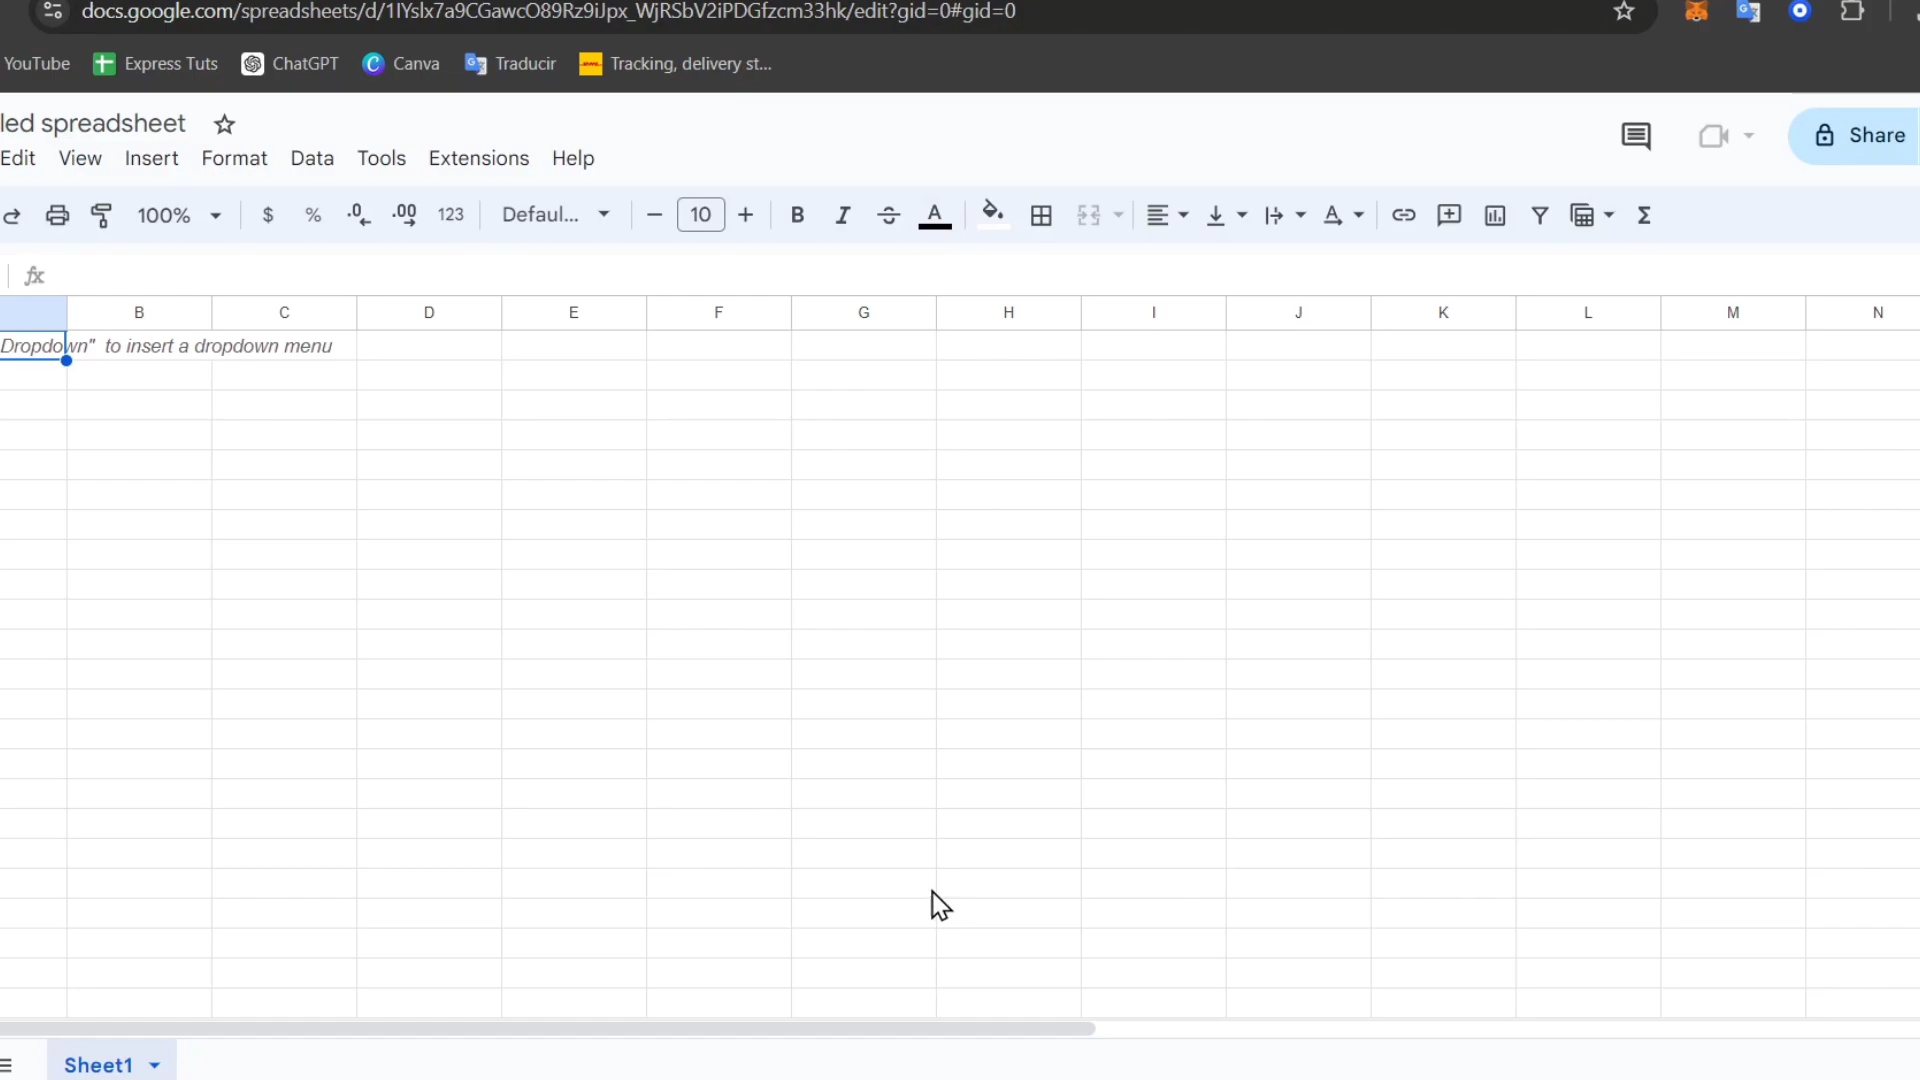 docs.google.com/spreadsheets/d/1IYslx7a9CGawcO89Rz9iJpx_WjRSbV2iPDGfzcm33hk/edit?gid=0#gid=0
YouTube Express Tuts ChatGPT Canva Traducir Tracking, delivery st...
led spreadsheet
Share
Edit View Insert Format Data Tools Extensions Help
100% $ % .0 .00 123 Defaul... 10 B I A
fx
B C D E F G H I J K L M N
Dropdown" to insert a dropdown menu
Sheet1